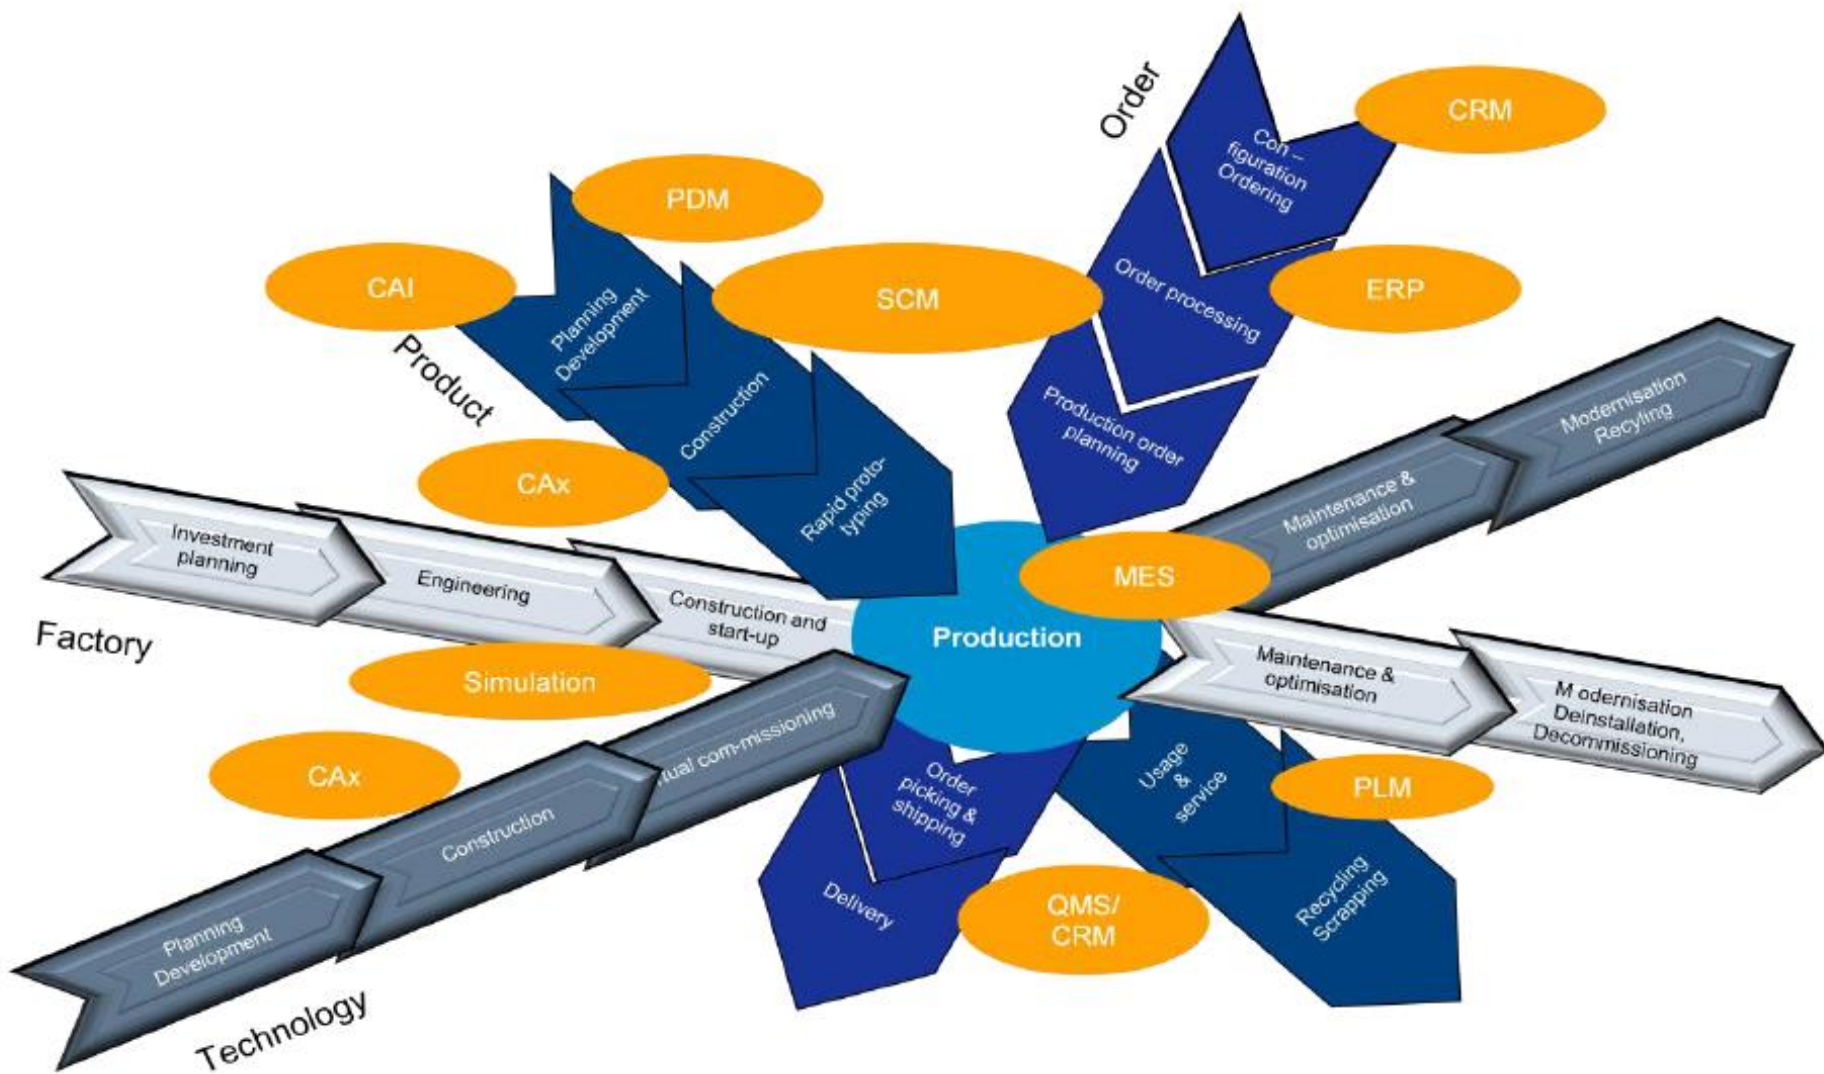 Order
CRM
Con –
figuration
Ordering
PDM
CAI
SCM
Order processing
ERP
Planning
Development
Product
Construction
Production order
planning
Modernisation
Recyling
CAx
Rapid proto-
typing
Maintenance &
optimisation
Investment
planning
Engineering
Construction and
start-up
MES
Production
Factory
Simulation
Maintenance &
optimisation
M odernisation
Deinstallation,
Decommissioning
CAx
tual com-missioning
Construction
Planning
Development
Technology
Order
picking &
shipping
Delivery
Usage
&
service
PLM
QMS/
CRM
Recycling
Scrapping